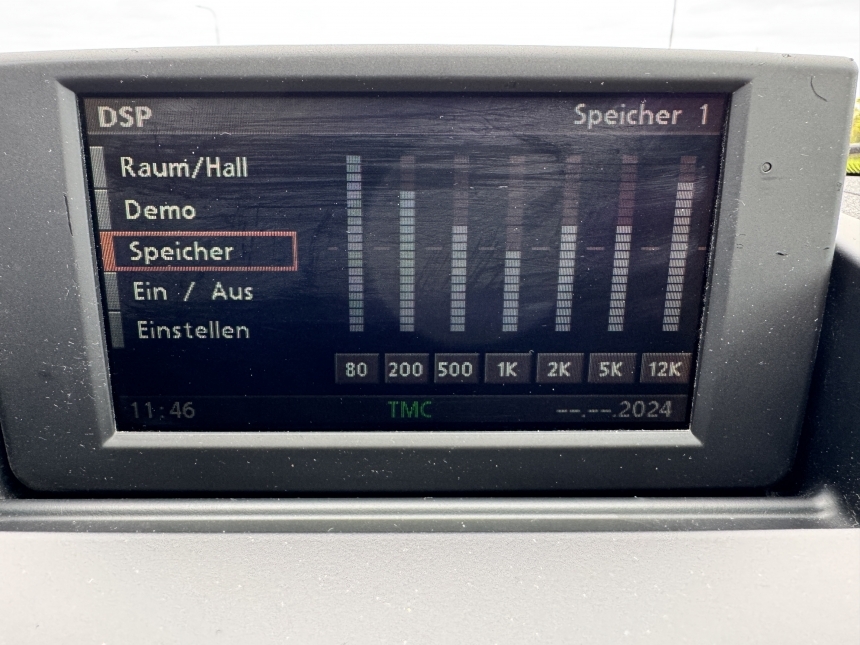 DSP Speicher 1
Raum/Hall
Demo
Speicher
Ein / Aus
Einstellen
80 200 500 1K 2K 5K 12K
11:46 TMC --.--.2024